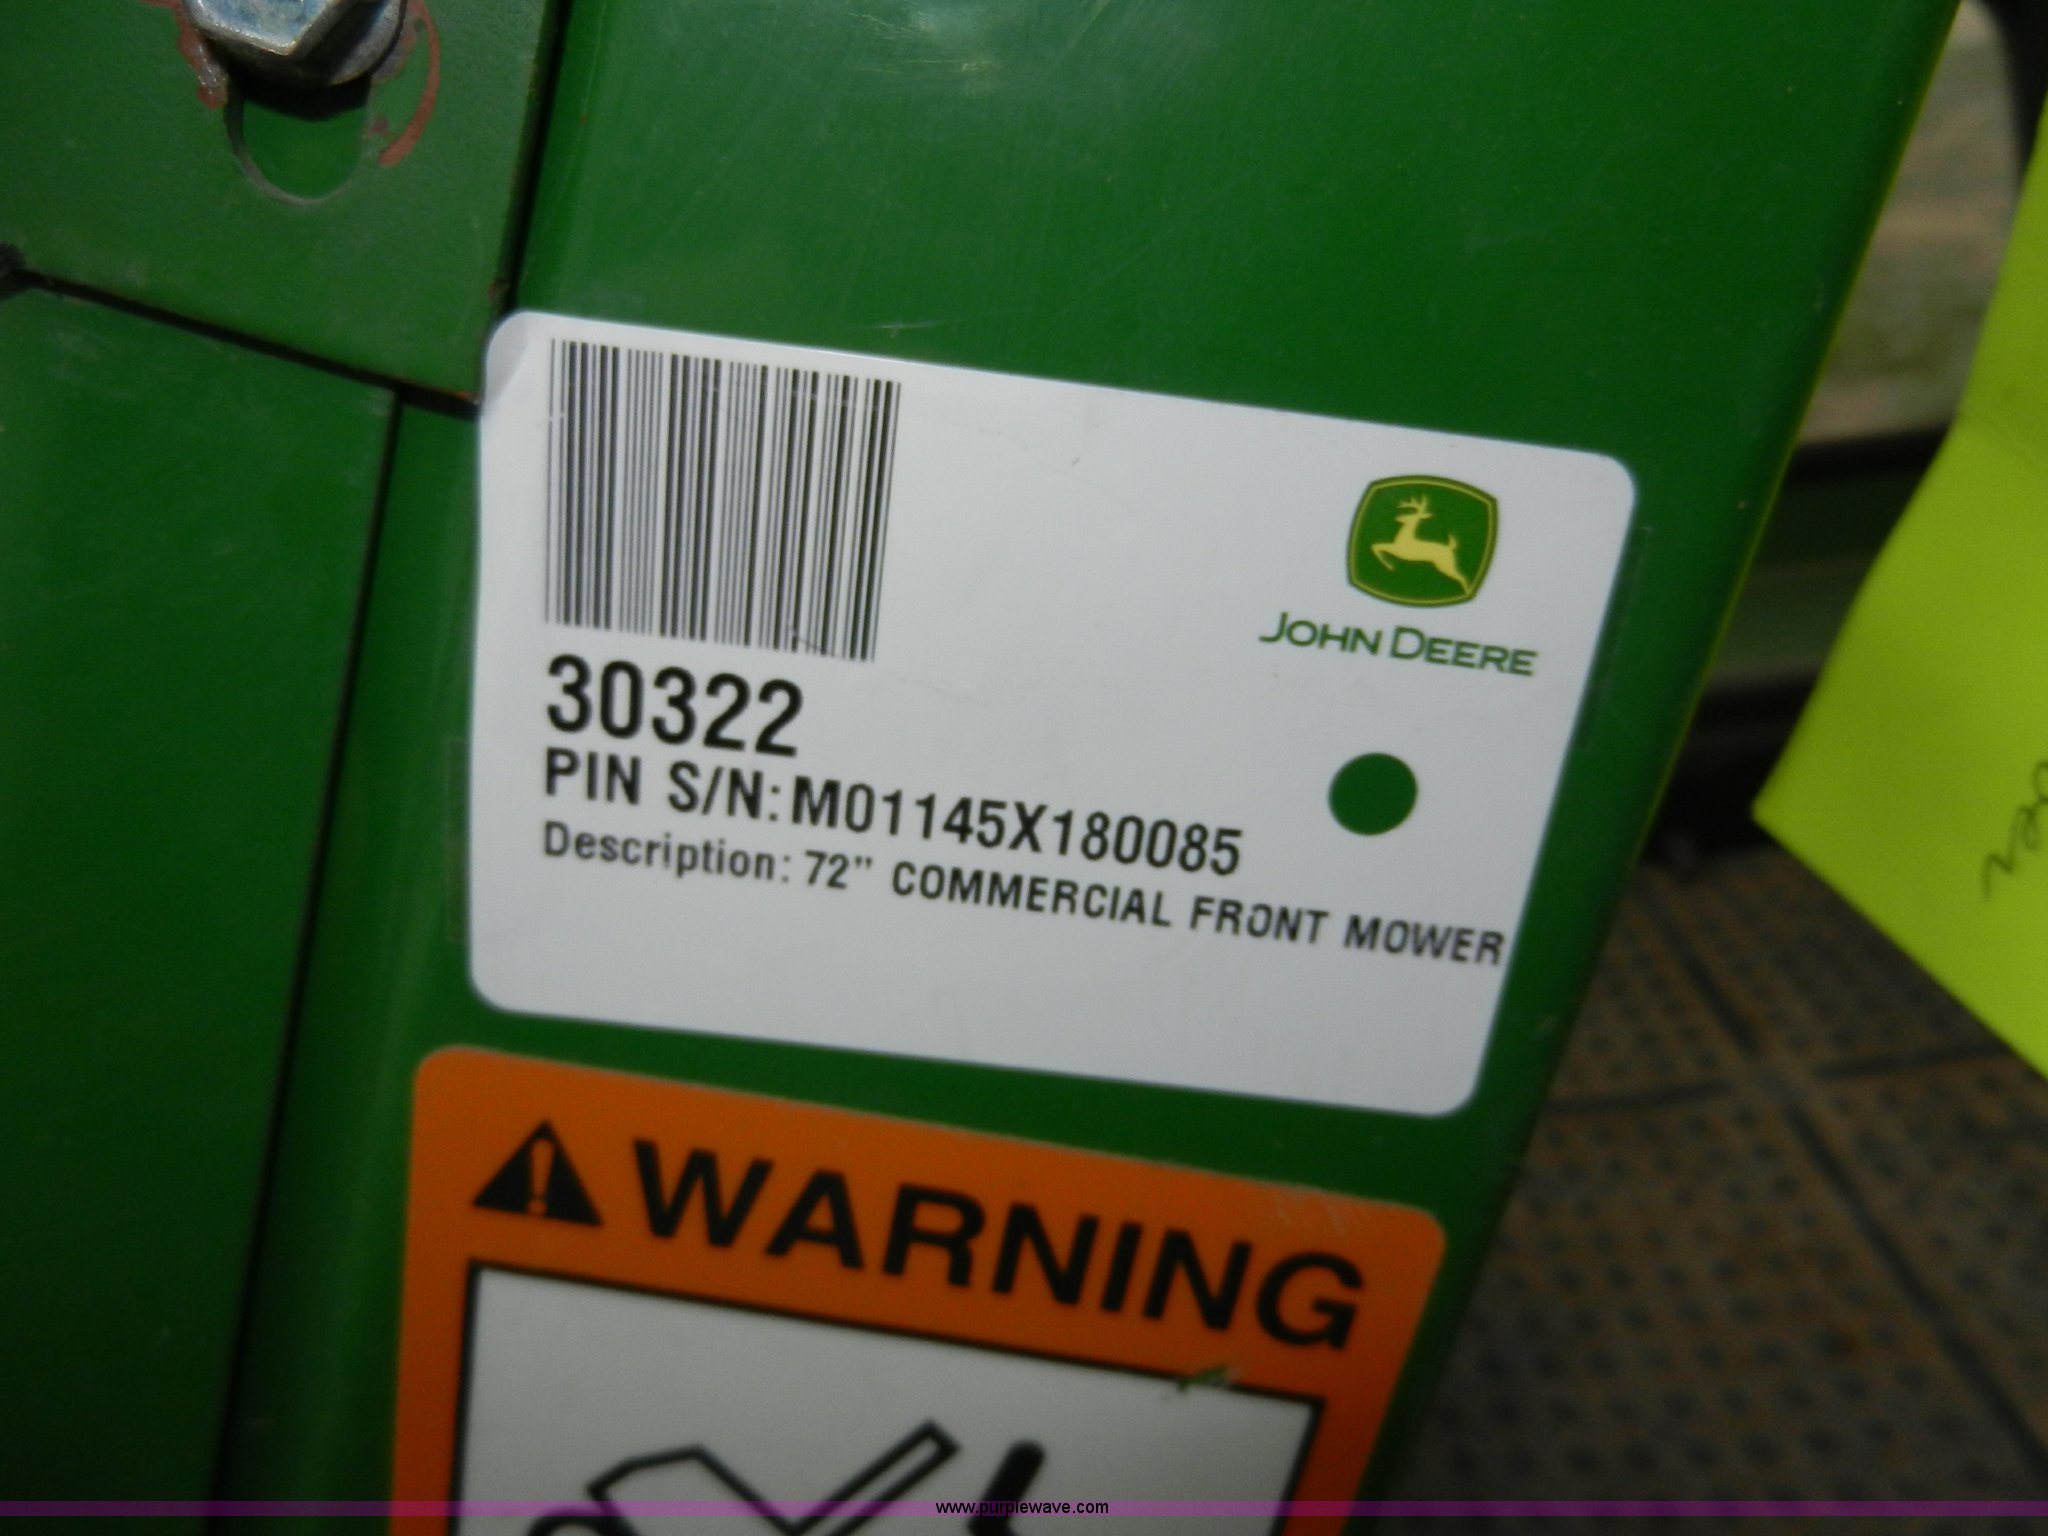 30322
JOHN DEERE
PIN S/N: M01145X180085
Description: 72" COMMERCIAL FRONT MOWER
WARNING
www.purplewave.com